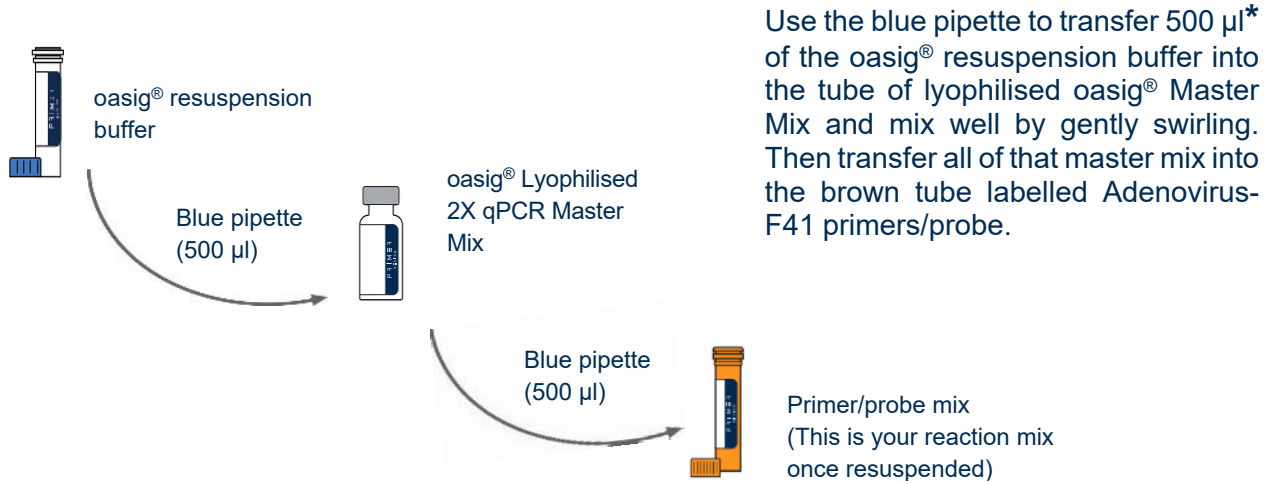 Use the blue pipette to transfer 500 µl*
of the oasig® resuspension buffer into
the tube of lyophilised oasig® Master
Mix and mix well by gently swirling.
Then transfer all of that master mix into
the brown tube labelled Adenovirus-
F41 primers/probe.
oasig® resuspension
buffer
PRIMER
Blue pipette
(500 µl)
oasig® Lyophilised
2X qPCR Master
Mix
PRIMER
Blue pipette
(500 µl)
PRIMER
Primer/probe mix
(This is your reaction mix
once resuspended)